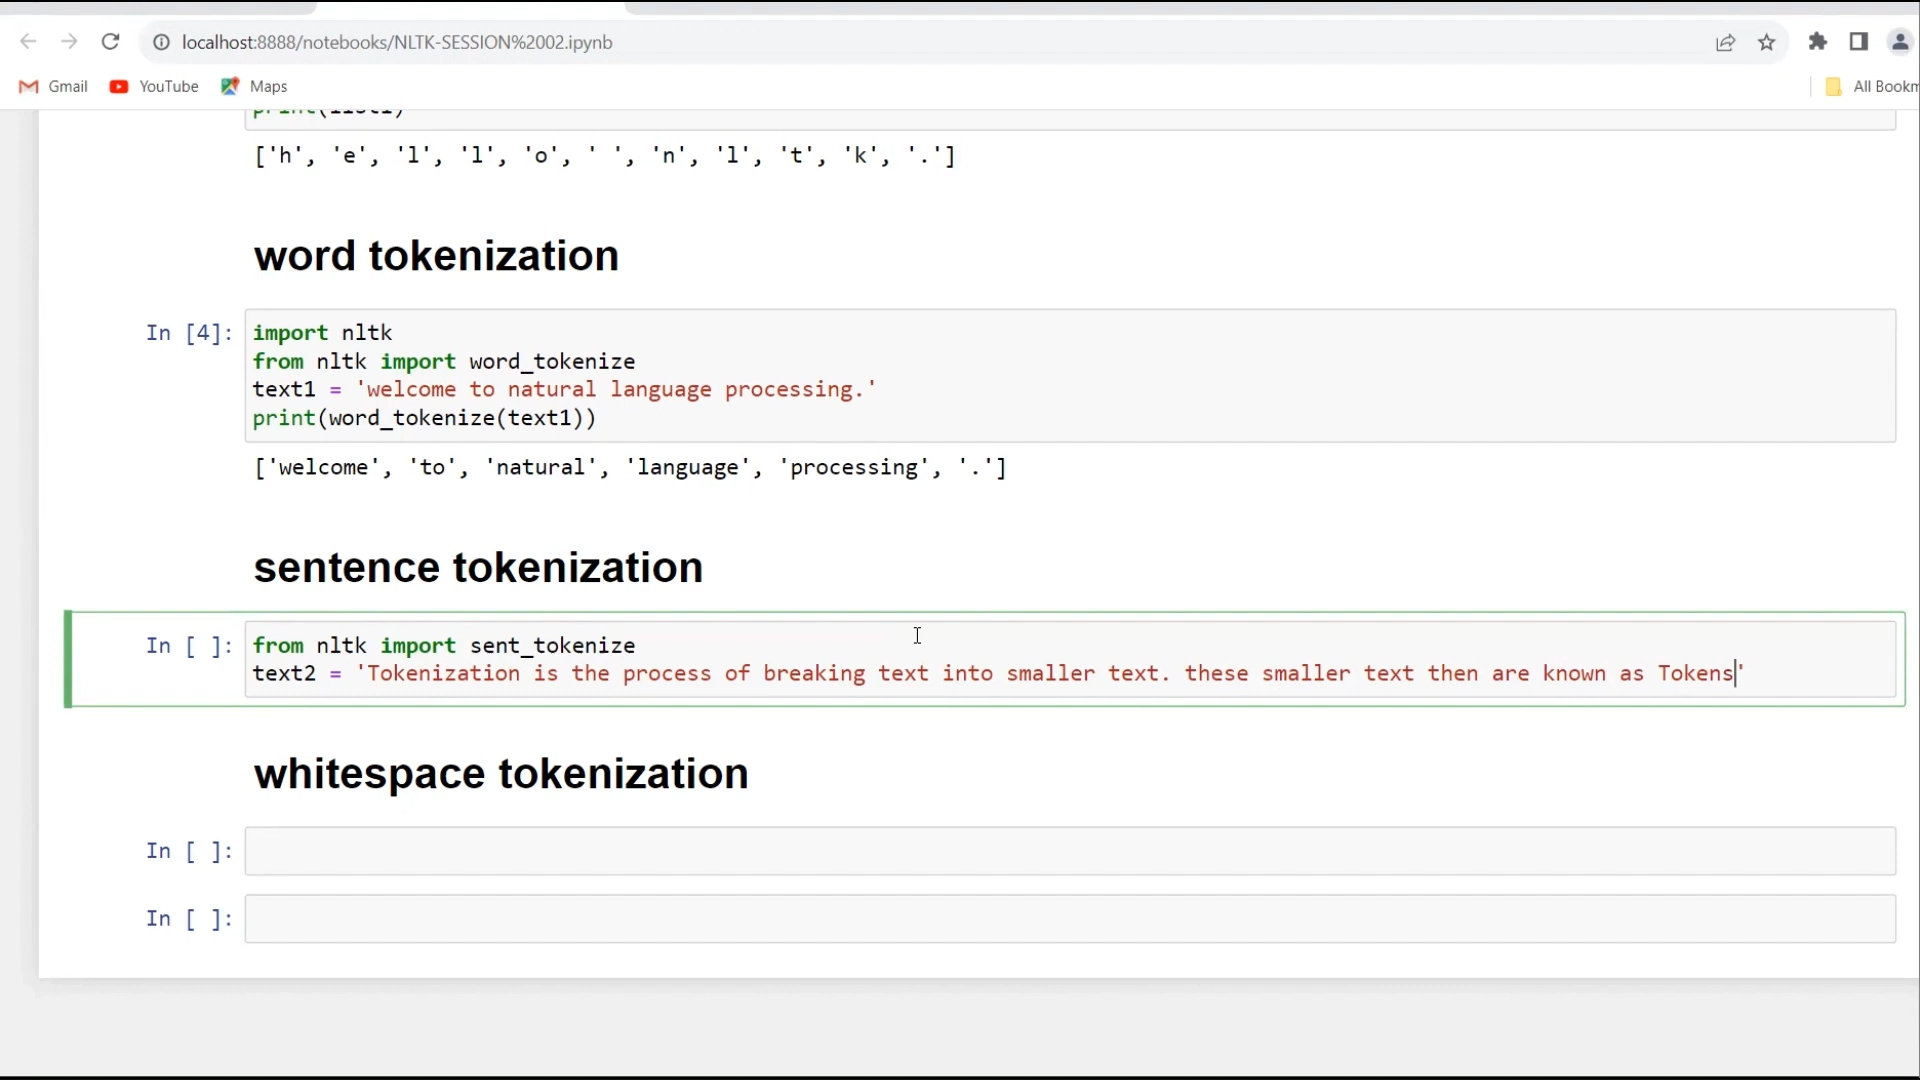 localhost:8888/notebooks/NLTK-SESSION%2002.ipynb
Gmail YouTube Maps All Bookm
print(list1)
['h', 'e', 'l', 'l', 'o', ' ', 'n', 'l', 't', 'k', '.']
word tokenization
In [4]: import nltk
from nltk import word_tokenize
text1 = 'welcome to natural language processing.'
print(word_tokenize(text1))
['welcome', 'to', 'natural', 'language', 'processing', '.']
sentence tokenization
In [ ]: from nltk import sent_tokenize
text2 = 'Tokenization is the process of breaking text into smaller text. these smaller text then are known as Tokens'
whitespace tokenization
In [ ]:
In [ ]: